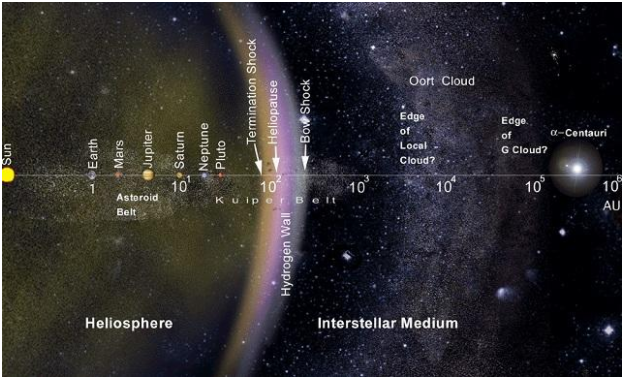 Sun
Earth
Mars
Jupiter
Saturn
Neptune
Pluto
Termination Shock
Heliopause
Bow Shock
Oort Cloud
Edge
of
Local
Cloud?
Edge
of
G Cloud?
α-Centauri
1
10¹
10²
10³
10⁴
10⁵
10⁶
AU
Asteroid
Belt
Kuiper Belt
Hydrogen Wall
Heliosphere
Interstellar Medium